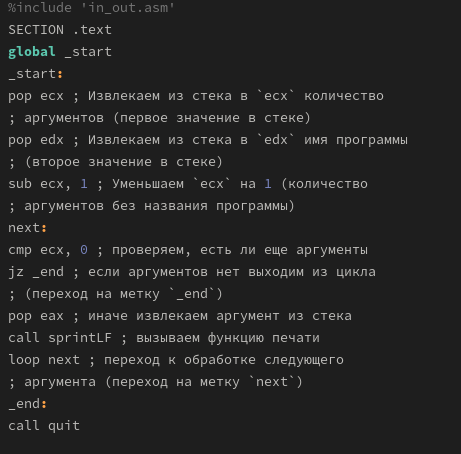 %include 'in_out.asm'
SECTION .text
global _start
_start:
pop ecx ; Извлекаем из стека в `ecx` количество
; аргументов (первое значение в стеке)
pop edx ; Извлекаем из стека в `edx` имя программы
; (второе значение в стеке)
sub ecx, 1 ; Уменьшаем `ecx` на 1 (количество
; аргументов без названия программы)
next:
cmp ecx, 0 ; проверяем, есть ли еще аргументы
jz _end ; если аргументов нет выходим из цикла
; (переход на метку `_end`)
pop eax ; иначе извлекаем аргумент из стека
call sprintLF ; вызываем функцию печати
loop next ; переход к обработке следующего
; аргумента (переход на метку `next`)
_end:
call quit